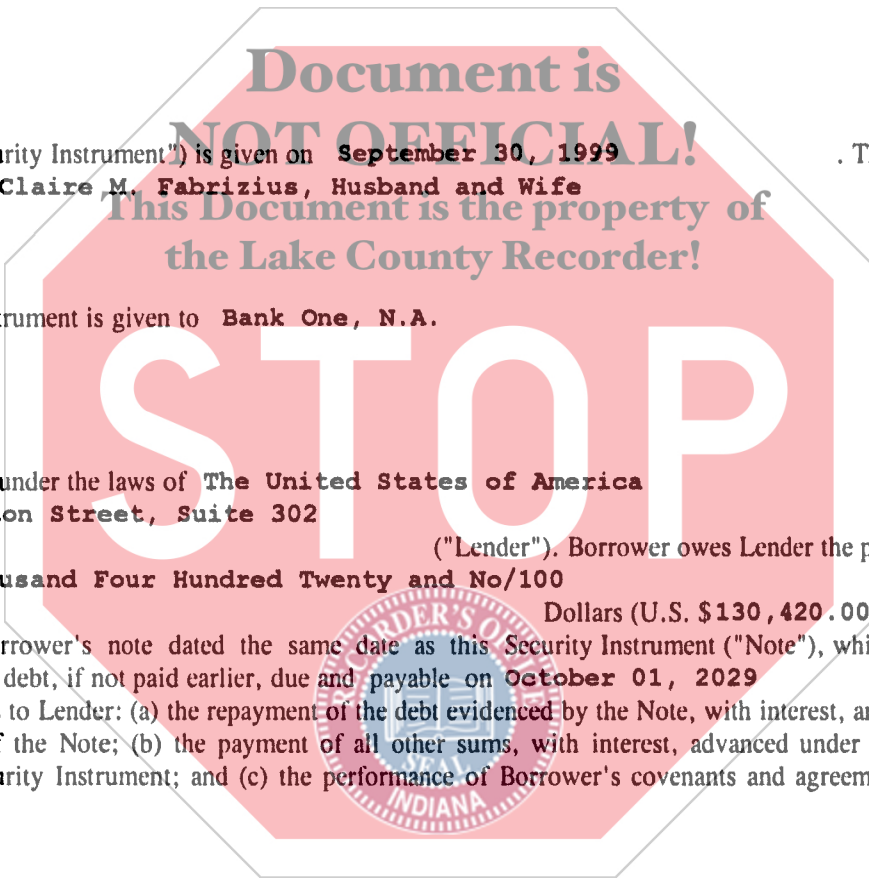 Document is
NOT OFFICIAL!
urity Instrument") is given on September 30, 1999 . T
Claire M. Fabrizius, Husband and Wife
This Document is the property of
the Lake County Recorder!
trument is given to Bank One, N.A.
STOP
under the laws of The United States of America
on Street, Suite 302
("Lender"). Borrower owes Lender the p
usand Four Hundred Twenty and No/100
Dollars (U.S. $130,420.00
rrower's note dated the same date as this Security Instrument ("Note"), whi
debt, if not paid earlier, due and payable on October 01, 2029
s to Lender: (a) the repayment of the debt evidenced by the Note, with interest, an
f the Note; (b) the payment of all other sums, with interest, advanced under
urity Instrument; and (c) the performance of Borrower's covenants and agreem
RECORDER'S OFFICE
SEAL
INDIANA